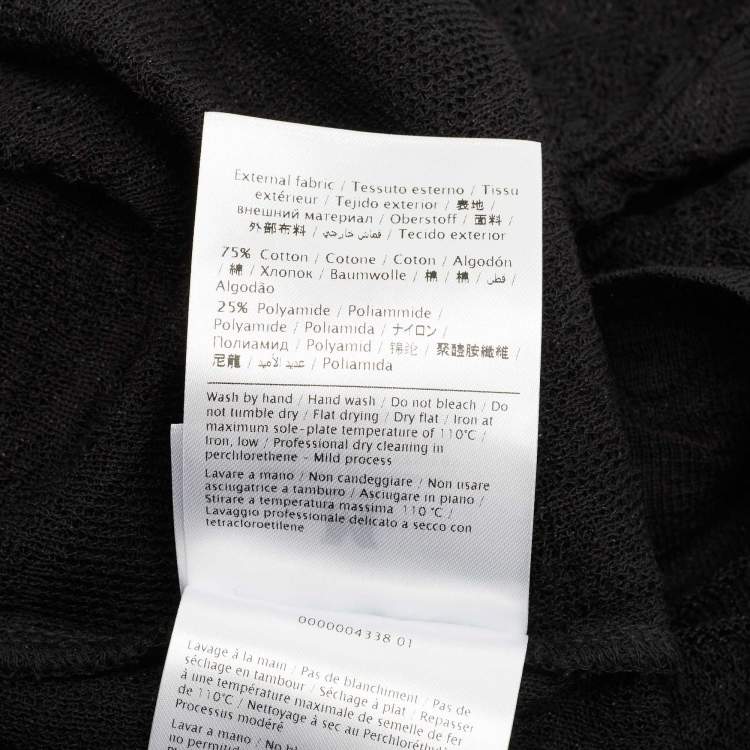 External fabric / Tessuto esterno / Tissu
extérieur / Tejido exterior / 表地 /
внешний материал / Oberstoff / 面料 /
外部布料 / قماش خارجي / Tecido exterior
75% Cotton / Cotone / Coton / Algodón
/ 綿 / Хлопок / Baumwolle / 棉 / 棉 / قطن /
Algodão
25% Polyamide / Poliammide /
Polyamide / Poliamida / ナイロン /
Полиамид / Polyamid / 锦纶 / 聚醯胺纖維 /
尼龍 / عديد الأميد / Poliamida
Wash by hand / Hand wash / Do not bleach / Do
not tumble dry / Flat drying / Dry flat / Iron at
maximum sole-plate temperature of 110°C /
Iron, low / Professional dry cleaning in
perchlorethene - Mild process
Lavare a mano / Non candeggiare / Non usare
asciugatrice a tamburo / Asciugare in piano /
Stirare a temperatura massima 110 °C /
Lavaggio professionale delicato a secco con
tetracloroetilene
0000004338 01
Lavage à la main / Pas de blanchiment / Pas de
séchage en tambour / Séchage à plat / Repasser
à une température maximale de semelle de fer
de 110°C / Nettoyage à sec au Perchloréth
Processus modéré
Lavar a mano / No bl
no permitud